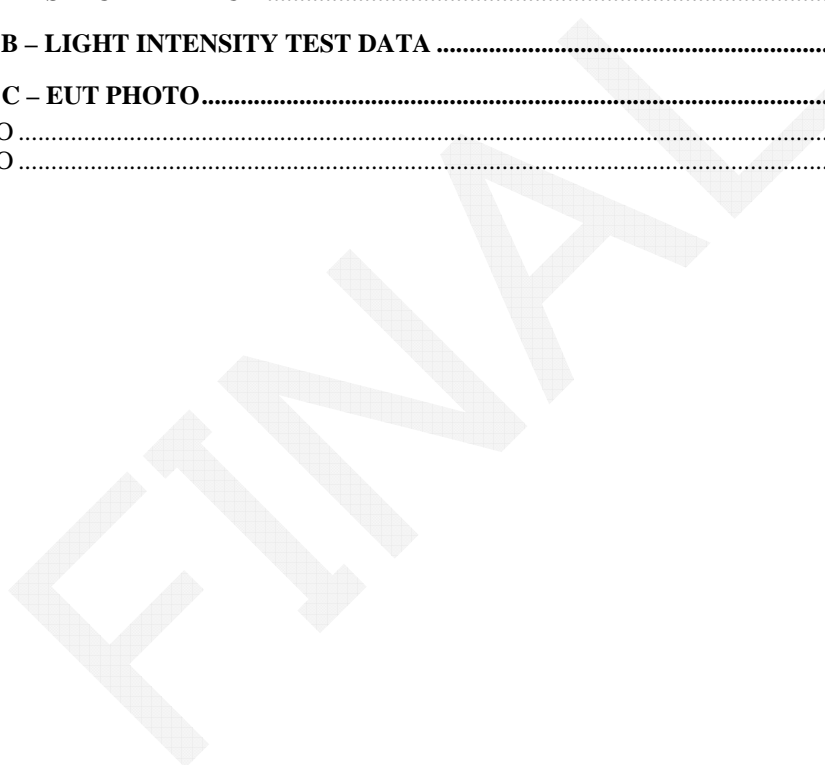 B – LIGHT INTENSITY TEST DATA ................................................................
C – EUT PHOTO....................................................................................................
O ................................................................................................................................
O ................................................................................................................................
FINAL